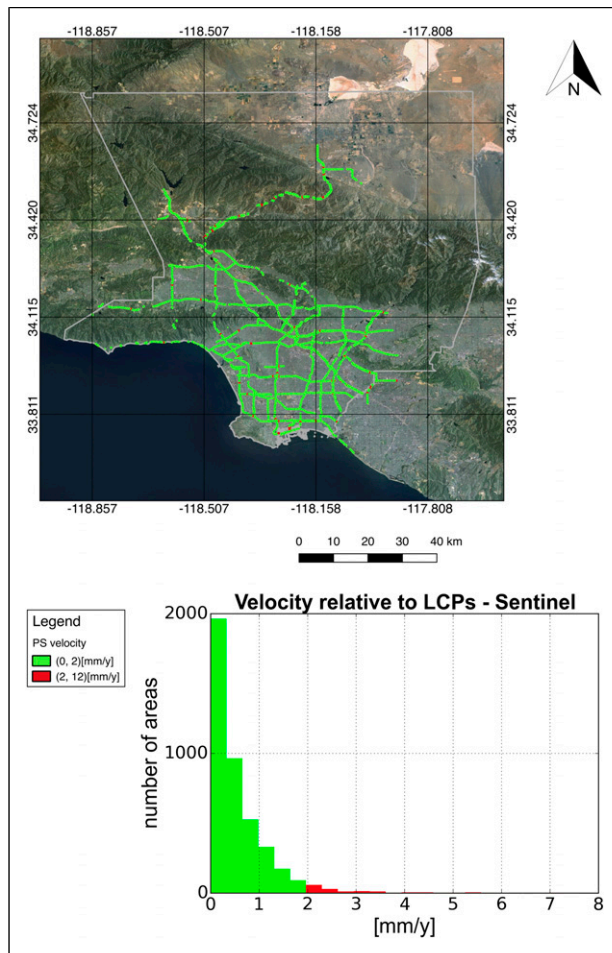 -118.857 -118.507 -118.158 -117.808
N
34.724 34.724
34.420 34.420
34.115 34.115
33.811 33.811
-118.857 -118.507 -118.158 -117.808
0 10 20 30 40 km
Velocity relative to LCPs - Sentinel
Legend
PS velocity
(0, 2)[mm/y]
(2, 12)[mm/y]
number of areas
2000
1000
0
0 1 2 3 4 5 6 7 8
[mm/y]